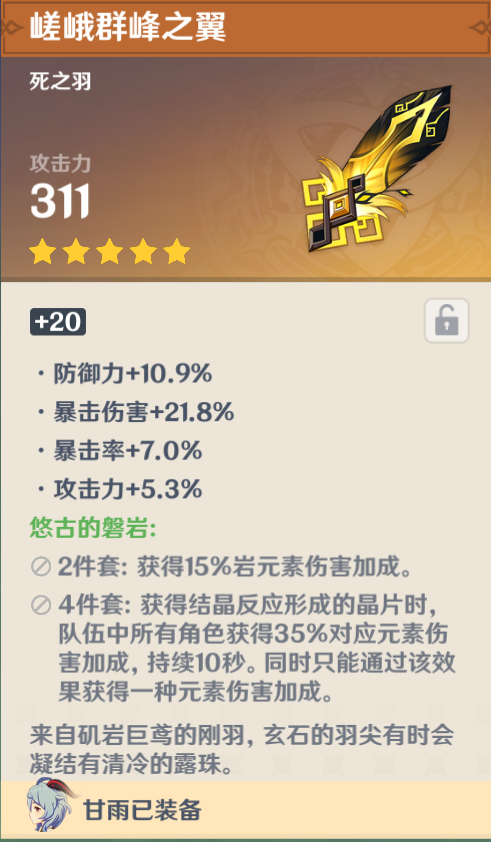 嵯峨群峰之翼
死之羽
攻击力
311
+20
·防御力+10.9%
·暴击伤害+21.8%
·暴击率+7.0%
·攻击力+5.3%
悠古的磐岩:
2件套: 获得15%岩元素伤害加成。
4件套: 获得结晶反应形成的晶片时,
队伍中所有角色获得35%对应元素伤
害加成, 持续10秒。同时只能通过该效
果获得一种元素伤害加成。
来自矶岩巨鸢的刚羽, 玄石的羽尖有时会
凝结有清冷的露珠。
甘雨已装备